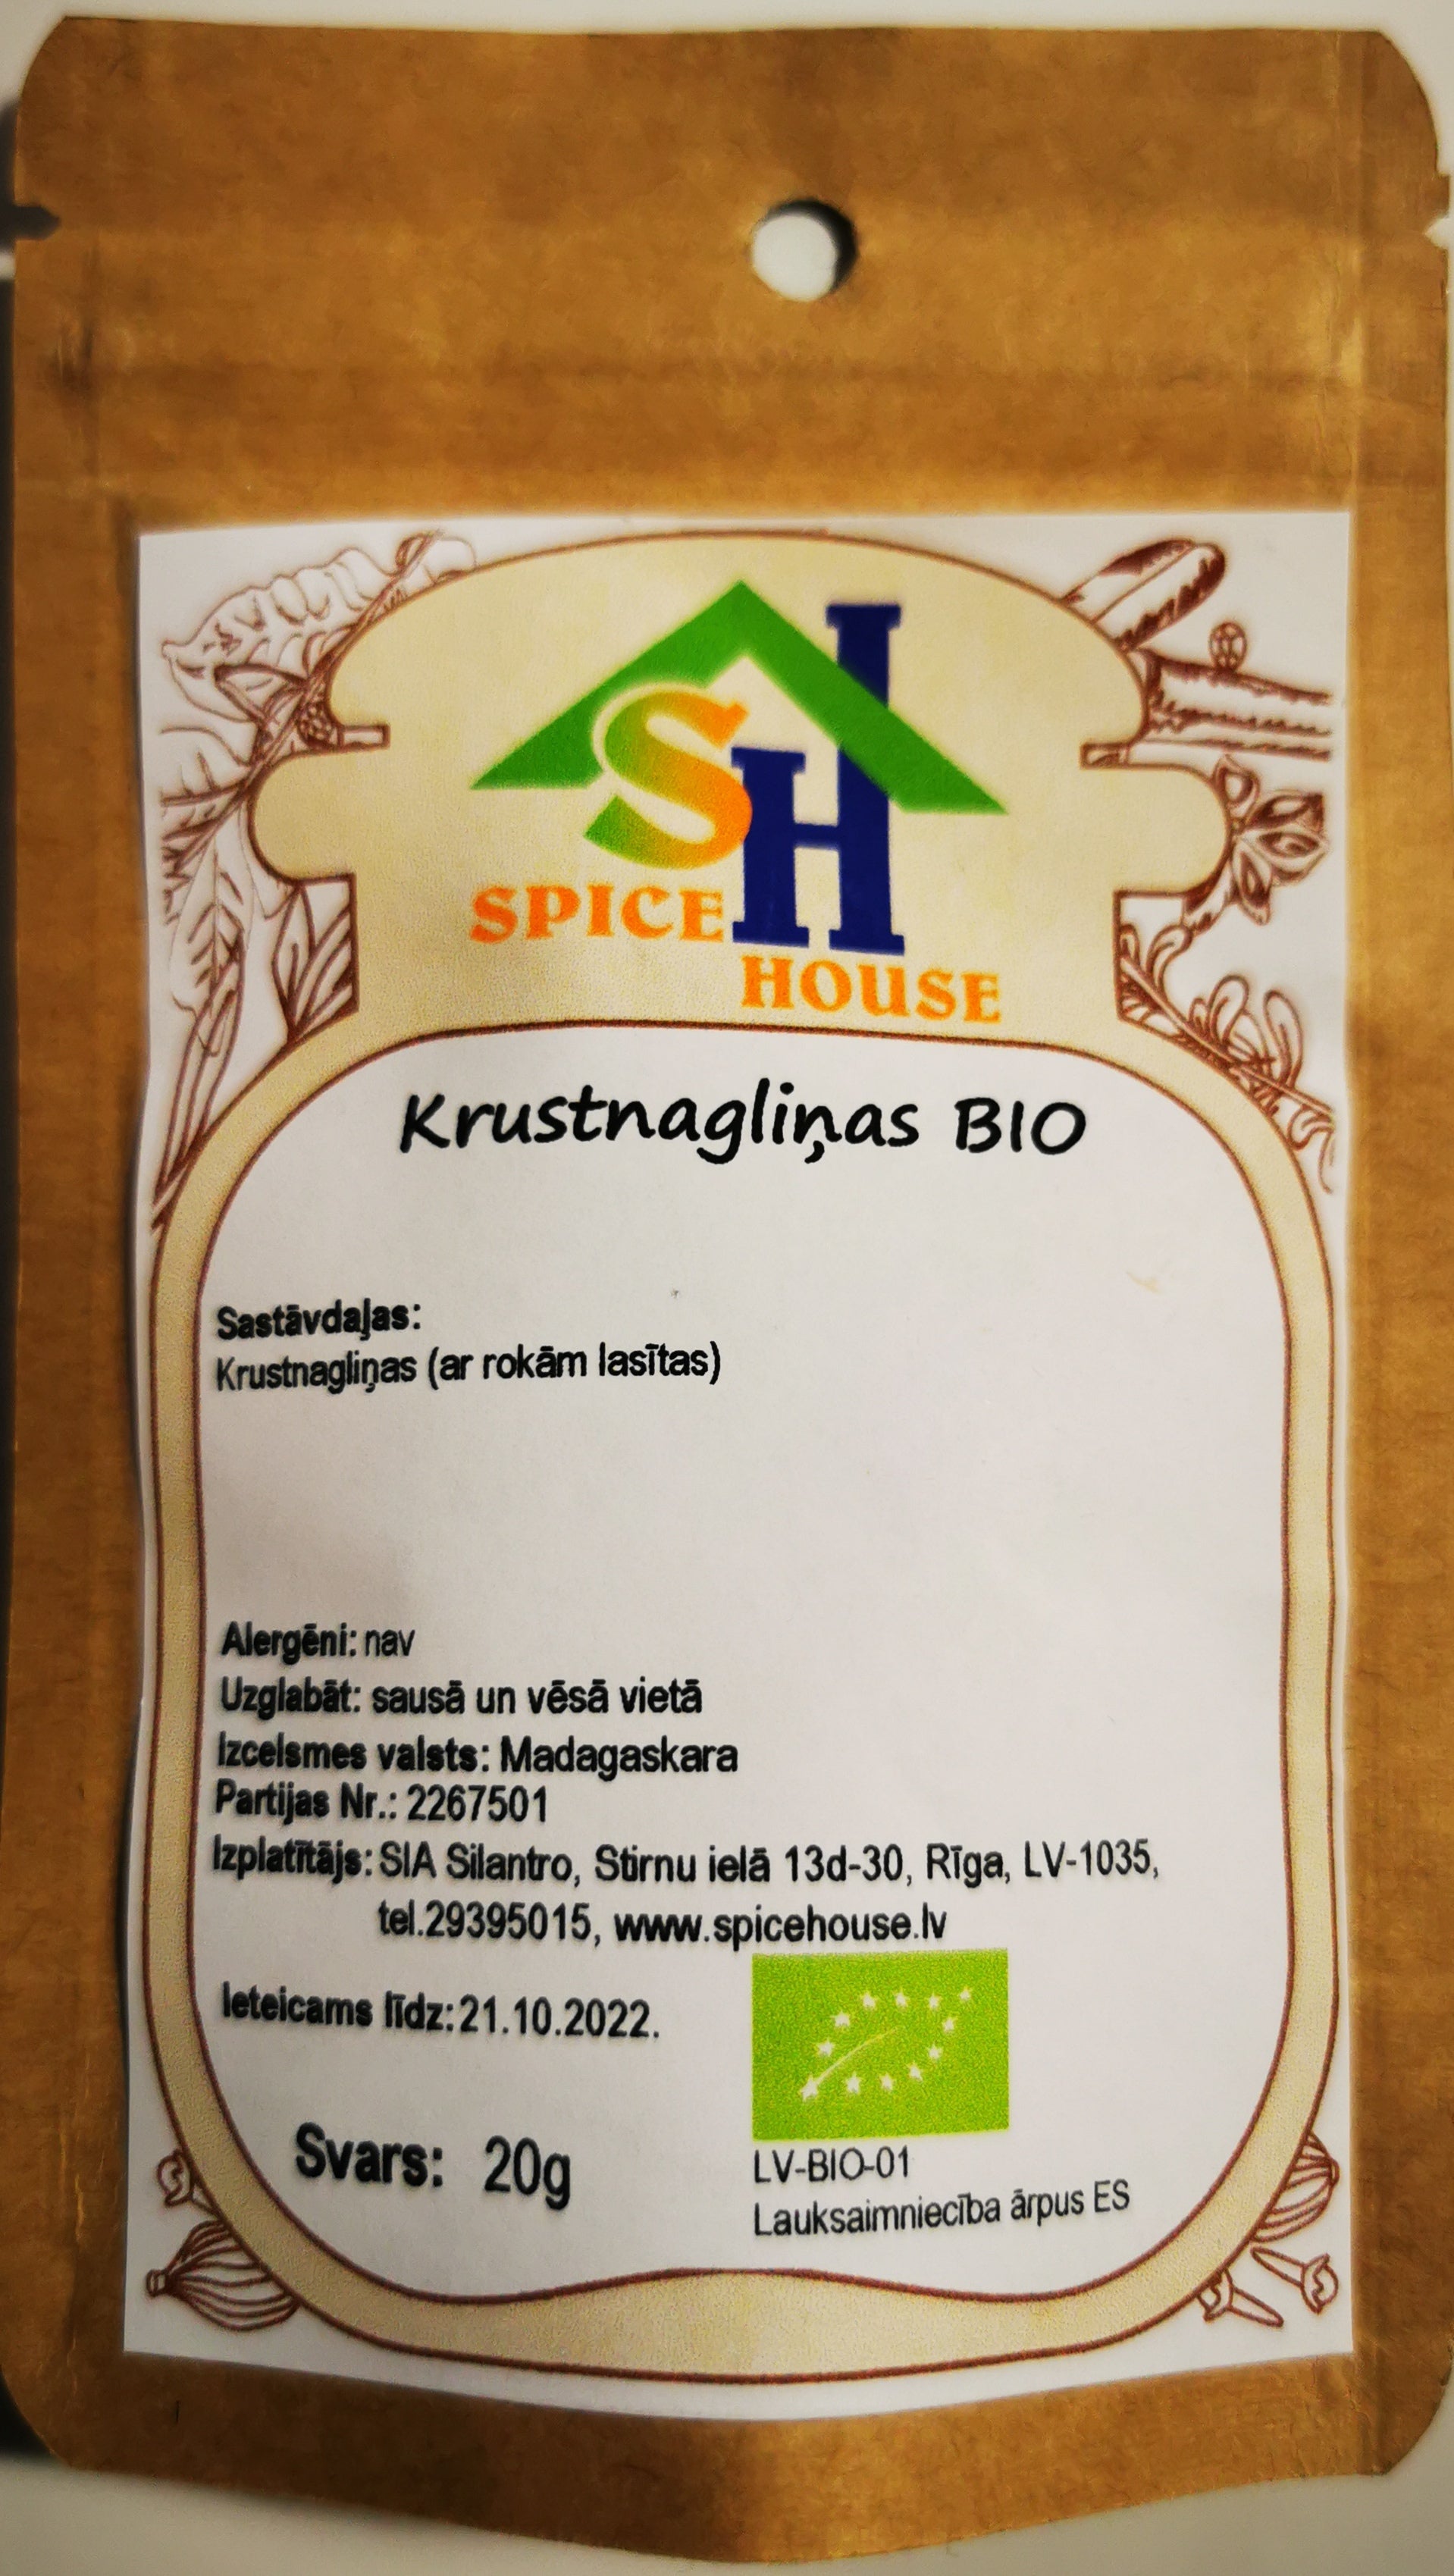 SH
SPICE
HOUSE
Krustnagliņas BIO
Sastāvdaļas:
Krustnagliņas (ar rokām lasītas)
Alergēni: nav
Uzglabāt: sausā un vēsā vietā
Izcelsmes valsts: Madagaskara
Partijas Nr.: 2267501
Izplatītājs: SIA Silantro, Stirnu ielā 13d-30, Rīga, LV-1035,
tel.29395015, www.spicehouse.lv
Ieteicams līdz: 21.10.2022.
Svars: 20g
LV-BIO-01
Lauksaimniecība ārpus ES